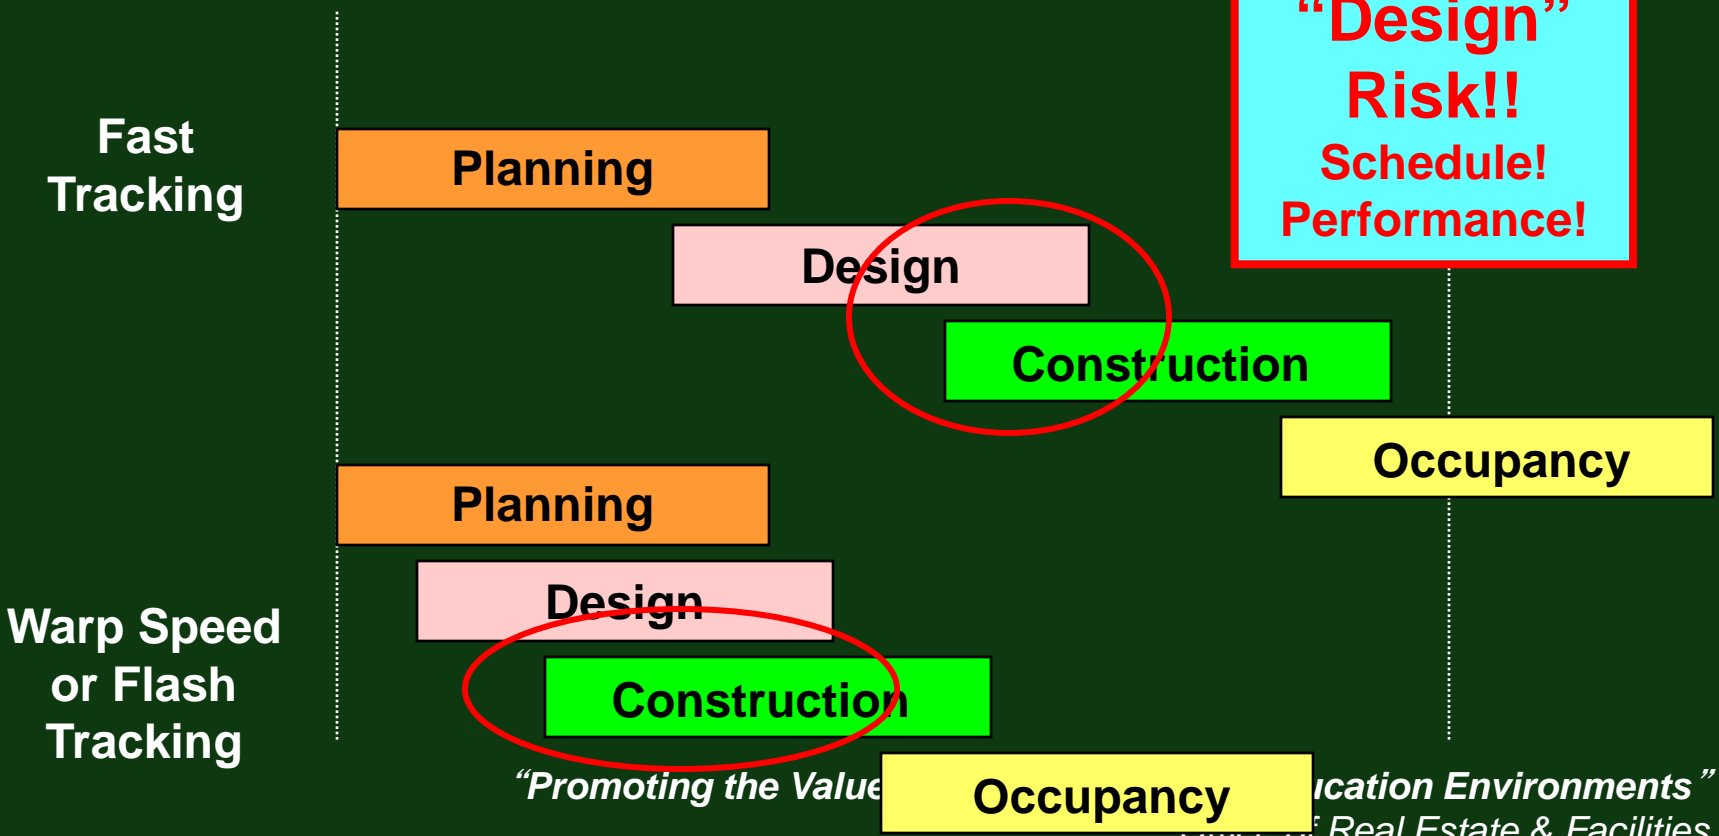 “Design”
Risk!!
Schedule!
Performance!
Fast
Tracking
Planning
Design
Construction
Occupancy
Warp Speed
or Flash
Tracking
Planning
Design
Construction
Occupancy
“Promoting the Value ucation Environments”
Real Estate & Facilities